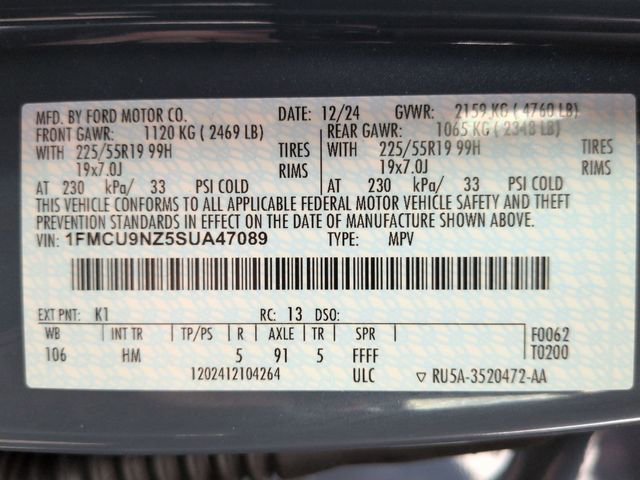 MFD. BY FORD MOTOR CO. DATE: 12/24 GVWR: 2159 KG ( 4760 LB)
FRONT GAWR: 1120 KG ( 2469 LB) REAR GAWR: 1065 KG ( 2348 LB)
WITH 225/55R19 99H TIRES WITH 225/55R19 99H TIRES
19x7.0J RIMS 19x7.0J RIMS
AT 230 kPa/ 33 PSI COLD AT 230 kPa/ 33 PSI COLD
THIS VEHICLE CONFORMS TO ALL APPLICABLE FEDERAL MOTOR VEHICLE SAFETY AND THEFT
PREVENTION STANDARDS IN EFFECT ON THE DATE OF MANUFACTURE SHOWN ABOVE.
VIN: 1FMCU9NZ5SUA47089 TYPE: MPV
EXT PNT: K1 RC: 13 DSO:
WB INT TR TP/PS R AXLE TR SPR F0062
106 HM 5 91 5 FFFF T0200
1202412104264 ULC ▽ RU5A-3520472-AA